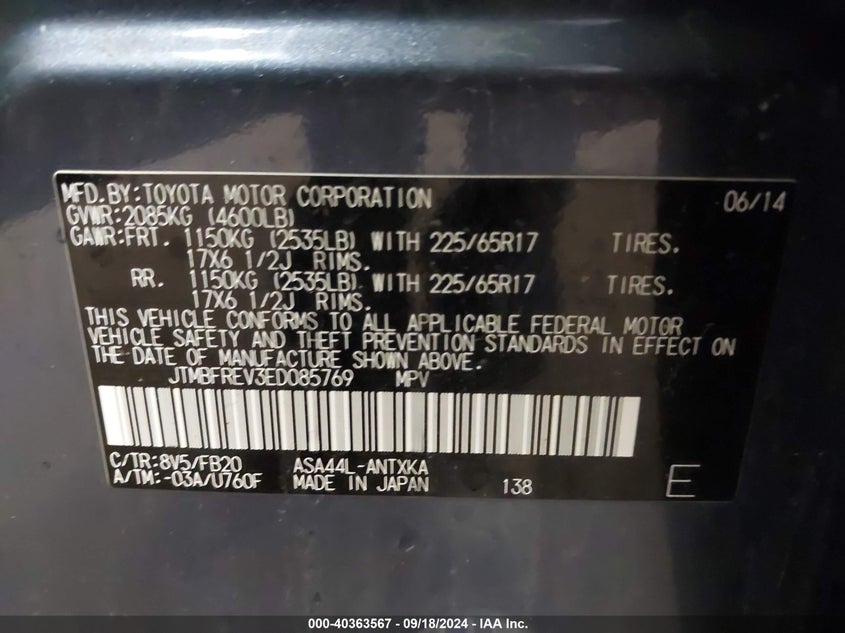 MFD.BY:TOYOTA MOTOR CORPORATION 06/14
GVWR:2085KG (4600LB)
GAWR:FRT. 1150KG (2535LB) WITH 225/65R17 TIRES.
17X6 1/2J RIMS.
RR. 1150KG (2535LB) WITH 225/65R17 TIRES.
17X6 1/2J RIMS.
THIS VEHICLE CONFORMS TO ALL APPLICABLE FEDERAL MOTOR
VEHICLE SAFETY AND THEFT PREVENTION STANDARDS IN EFFECT ON
THE DATE OF MANUFACTURE SHOWN ABOVE.
JTMBFREV3ED085769 MPV
C/TR:8V5/FB20 ASA44L-ANTXKA
A/TM:-03A/U760F MADE IN JAPAN 138 E
000-40363567 - 09/18/2024 - IAA Inc.